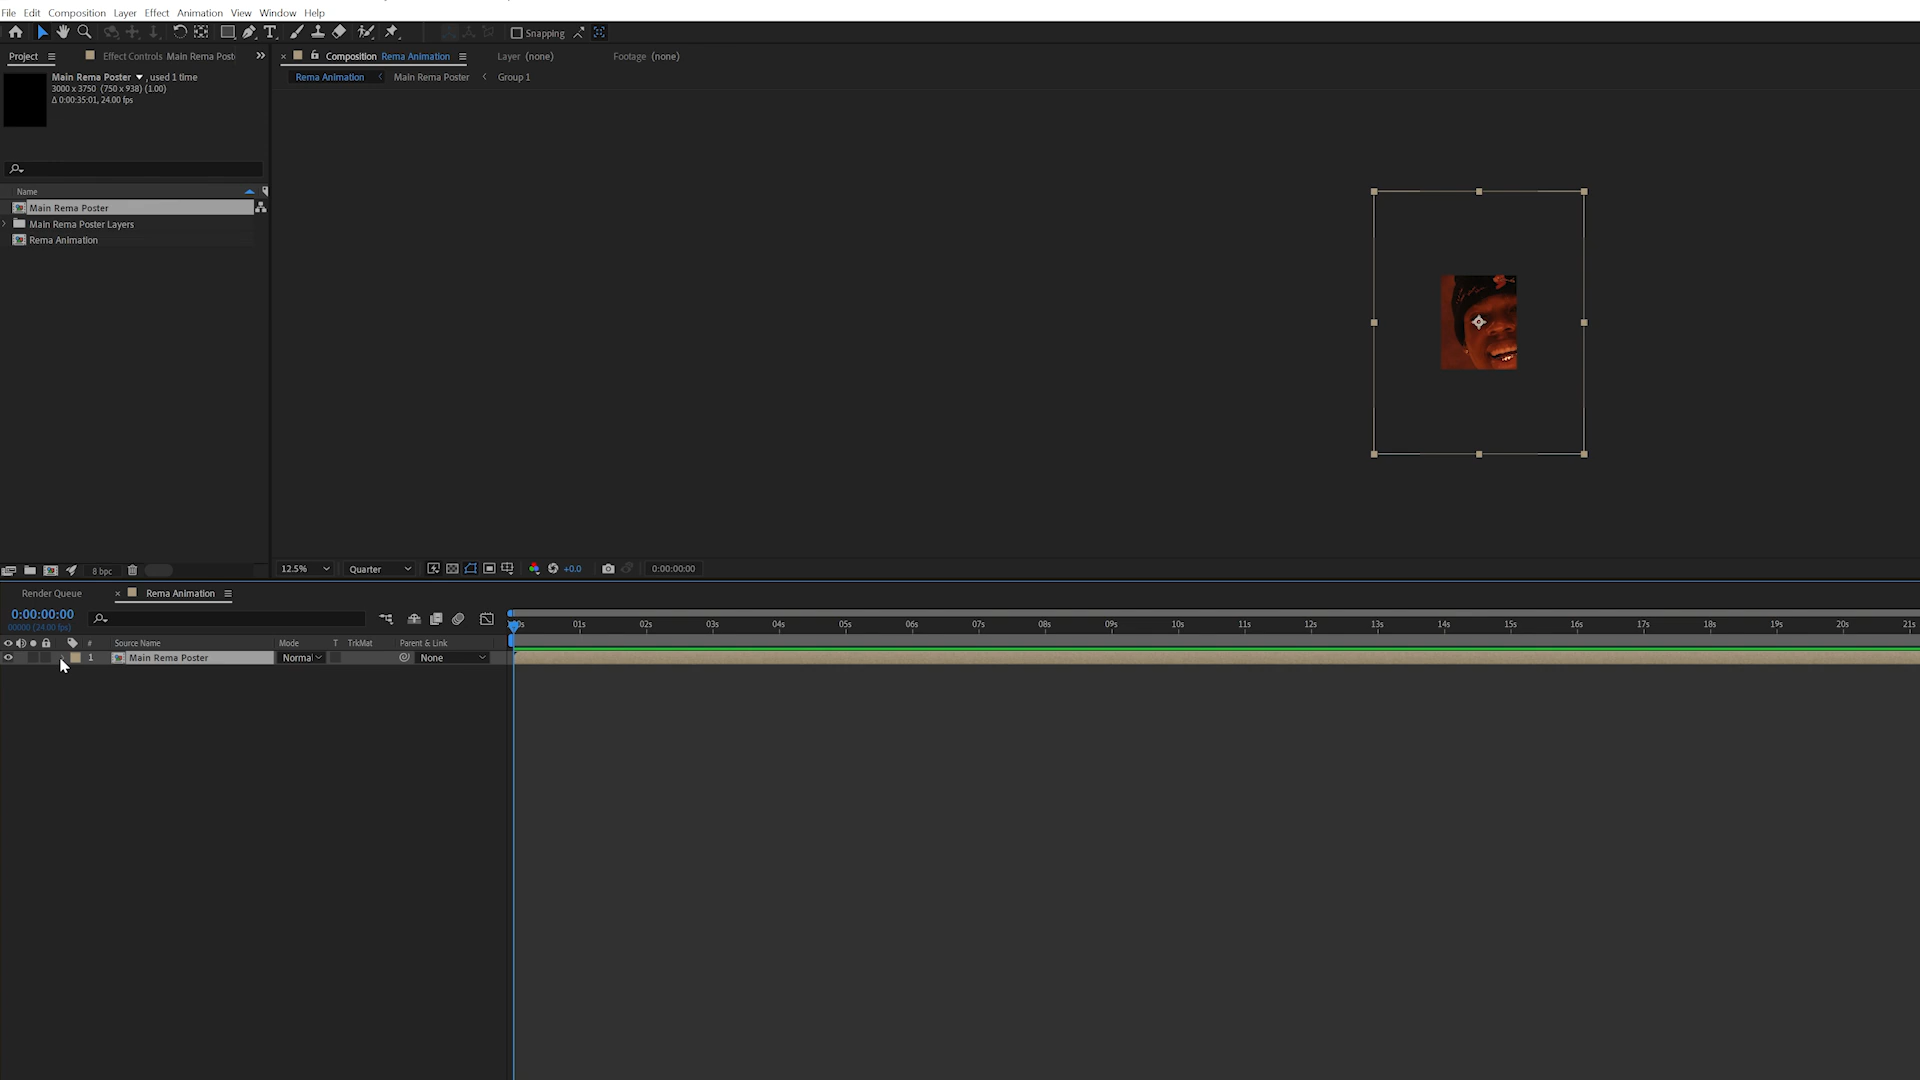 File Edit Composition Layer Effect Animation View Window Help
Snapping
Project
Effect Controls Main Rema Post
Composition Rema Animation
Layer (none)
Footage (none)
Rema Animation
Main Rema Poster
Group 1
Main Rema Poster , used 1 time
3000 x 3750 (750 x 938) (1.00)
Δ 0:00:35:01, 24.00 fps
Name
Main Rema Poster
Main Rema Poster Layers
Rema Animation
8 bpc
12.5%
Quarter
+0.0
0:00:00:00
Render Queue
Rema Animation
0:00:00:00
00000 (24.00 fps)
:00s 01s 02s 03s 04s 05s 06s 07s 08s 09s 10s 11s 12s 13s 14s 15s 16s 17s 18s 19s 20s 21s
# Source Name Mode T TrkMat Parent & Link
1 Main Rema Poster Normal None